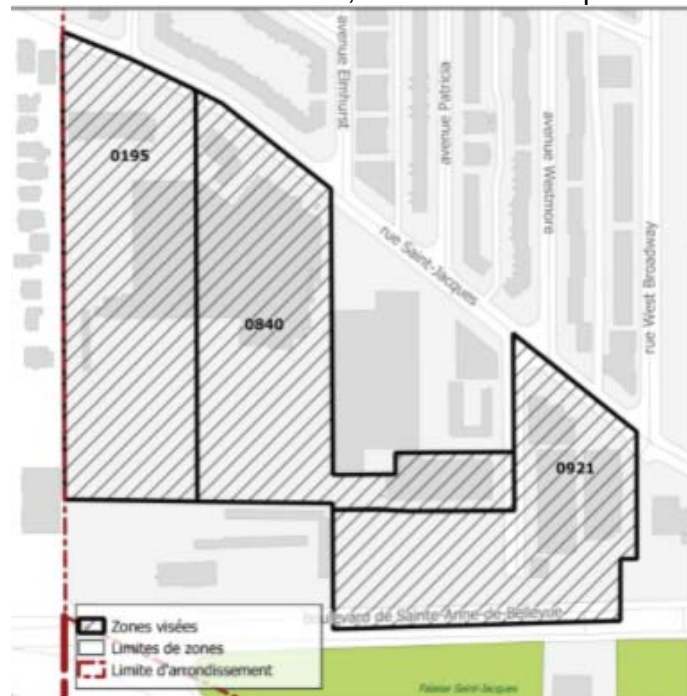 avenue Elmhurst
avenue Patricia
avenue Westmore
rue West Broadway
rue Saint-Jacques
0195
0840
0921
boulevard de Sainte-Anne-de-Bellevue
Zones visées
Limites de zones
Limite d'arrondissement
Falaise Saint-Jacques